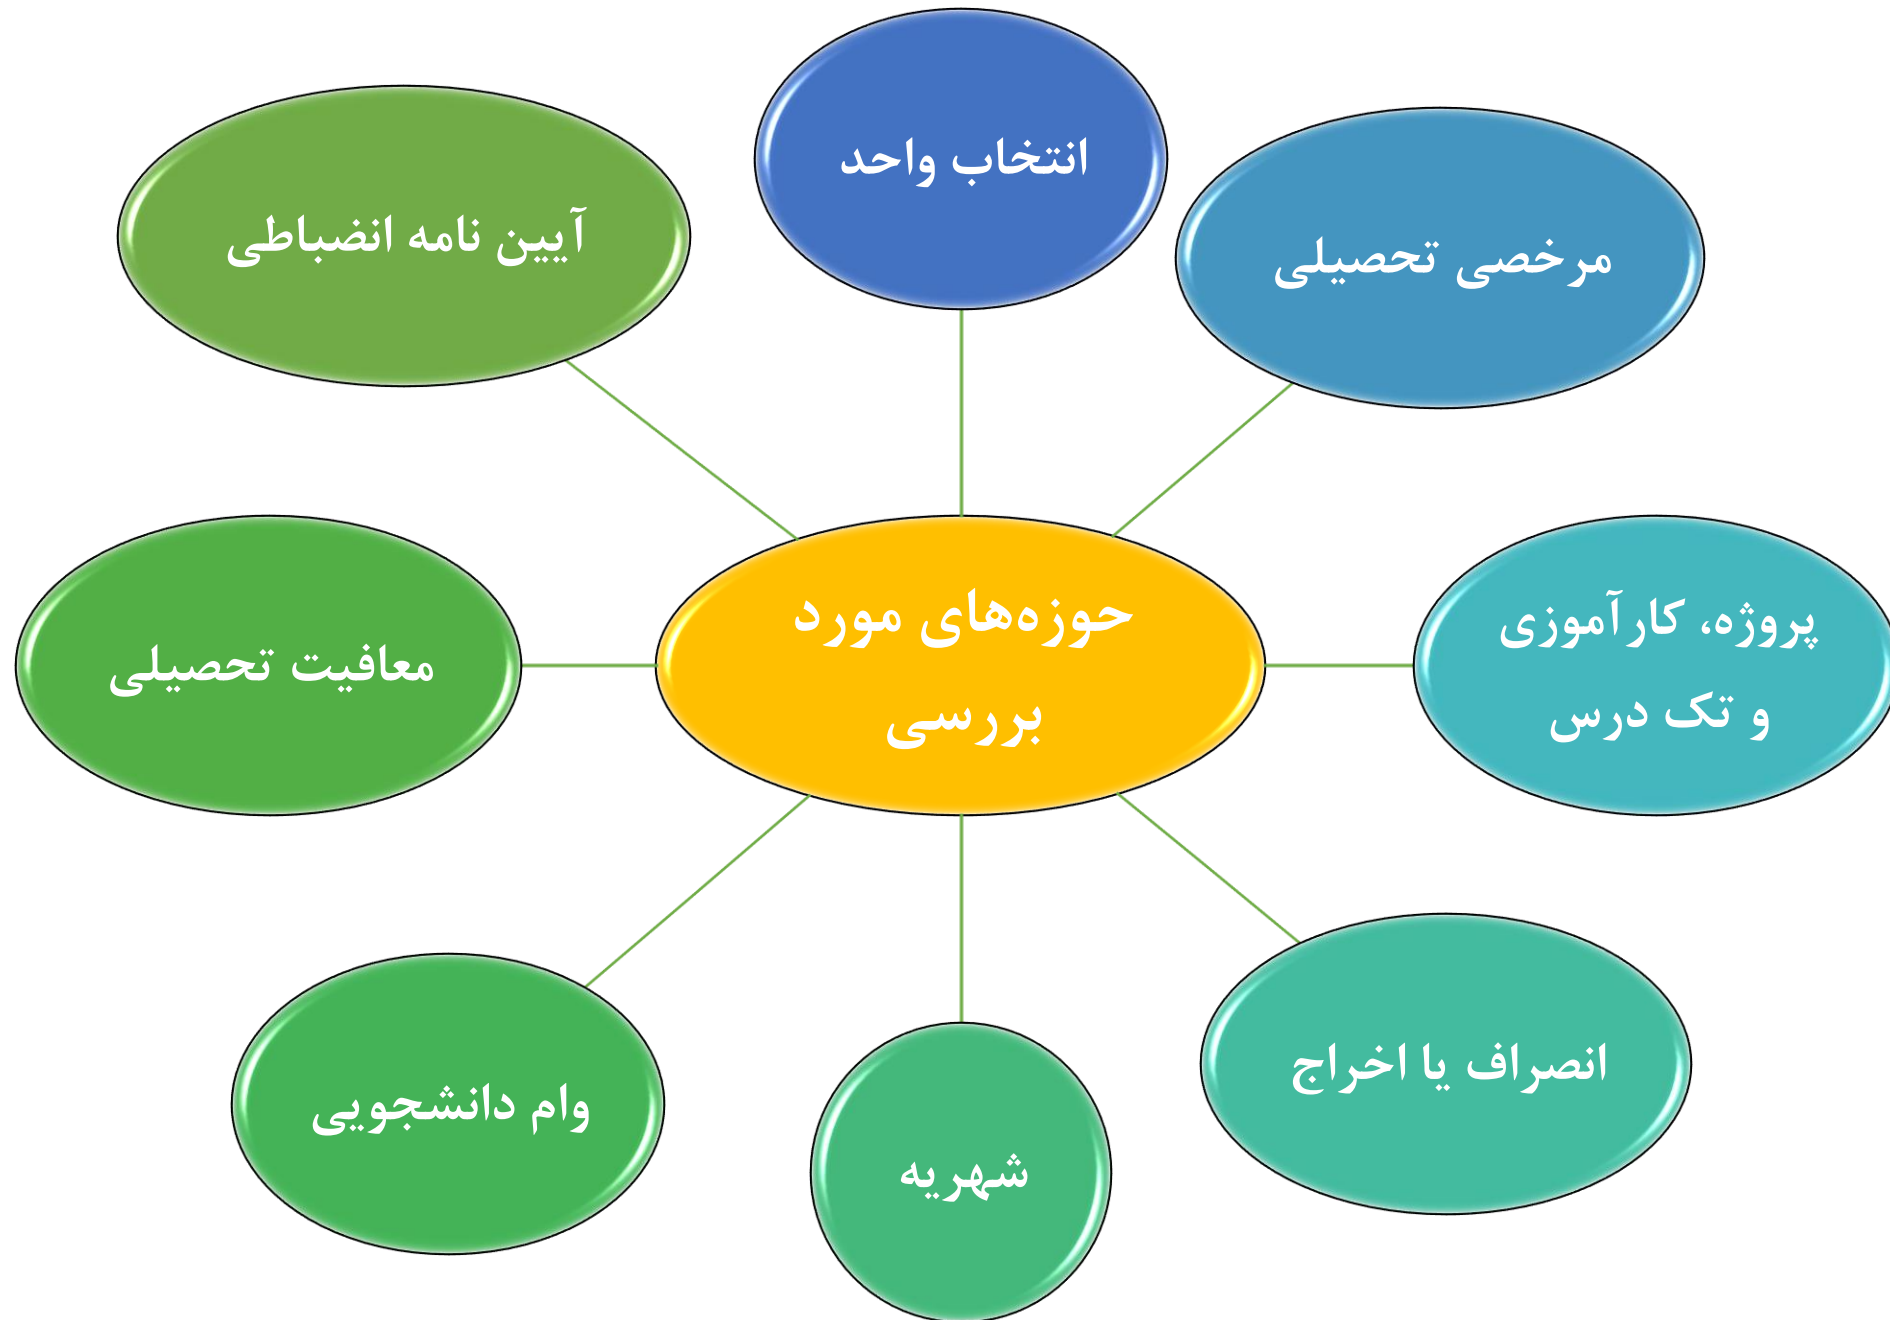 انتخاب واحد
مرخصی تحصیلی
پروژه، کارآموزی
و تک درس
انصراف یا اخراج
شهریه
وام دانشجویی
معافیت تحصیلی
آیین نامه انضباطی
حوزه‌های مورد
بررسی